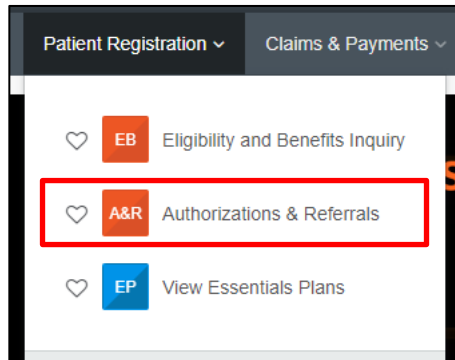 Patient Registration Claims & Payments
EB Eligibility and Benefits Inquiry
A&R Authorizations & Referrals
EP View Essentials Plans